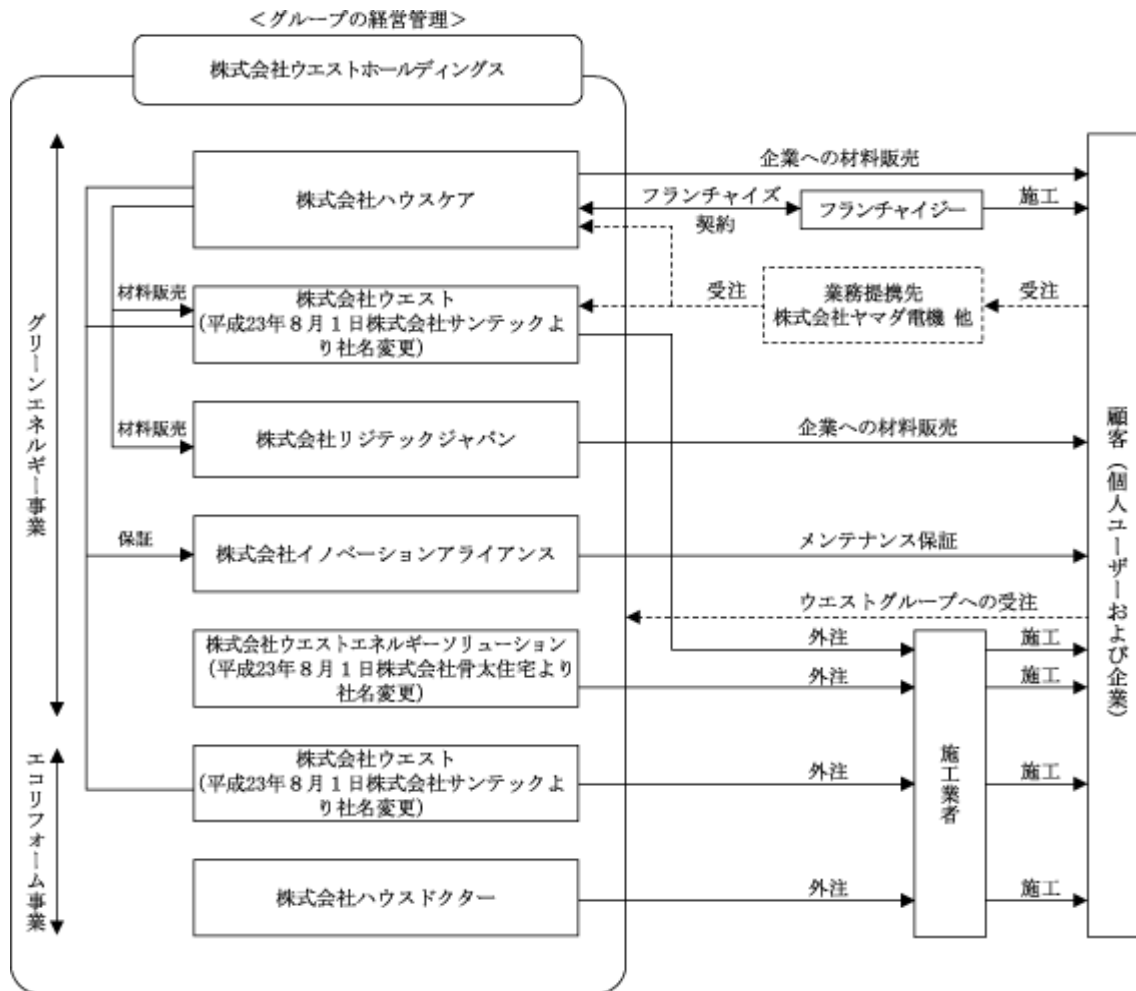 ＜グループの経営管理＞
株式会社ウエストホールディングス
企業への材料販売
株式会社ハウスケア
フランチャイズ
契約
フランチャイジー
施工
材料販売
株式会社ウエスト
(平成23年８月１日株式会社サンテックよ
り社名変更)
受注
業務提携先
株式会社ヤマダ電機 他
受注
グリーンエネルギー事業
材料販売
株式会社リジテックジャパン
企業への材料販売
顧客（個人ユーザーおよび企業）
保証
株式会社イノベーションアライアンス
メンテナンス保証
ウエストグループへの受注
株式会社ウエストエネルギーソリューション
(平成23年８月１日株式会社骨太住宅より
社名変更)
外注
施工
外注
施工
エコリフォーム事業
株式会社ウエスト
(平成23年８月１日株式会社サンテックよ
り社名変更)
外注
施工業者
施工
株式会社ハウスドクター
外注
施工